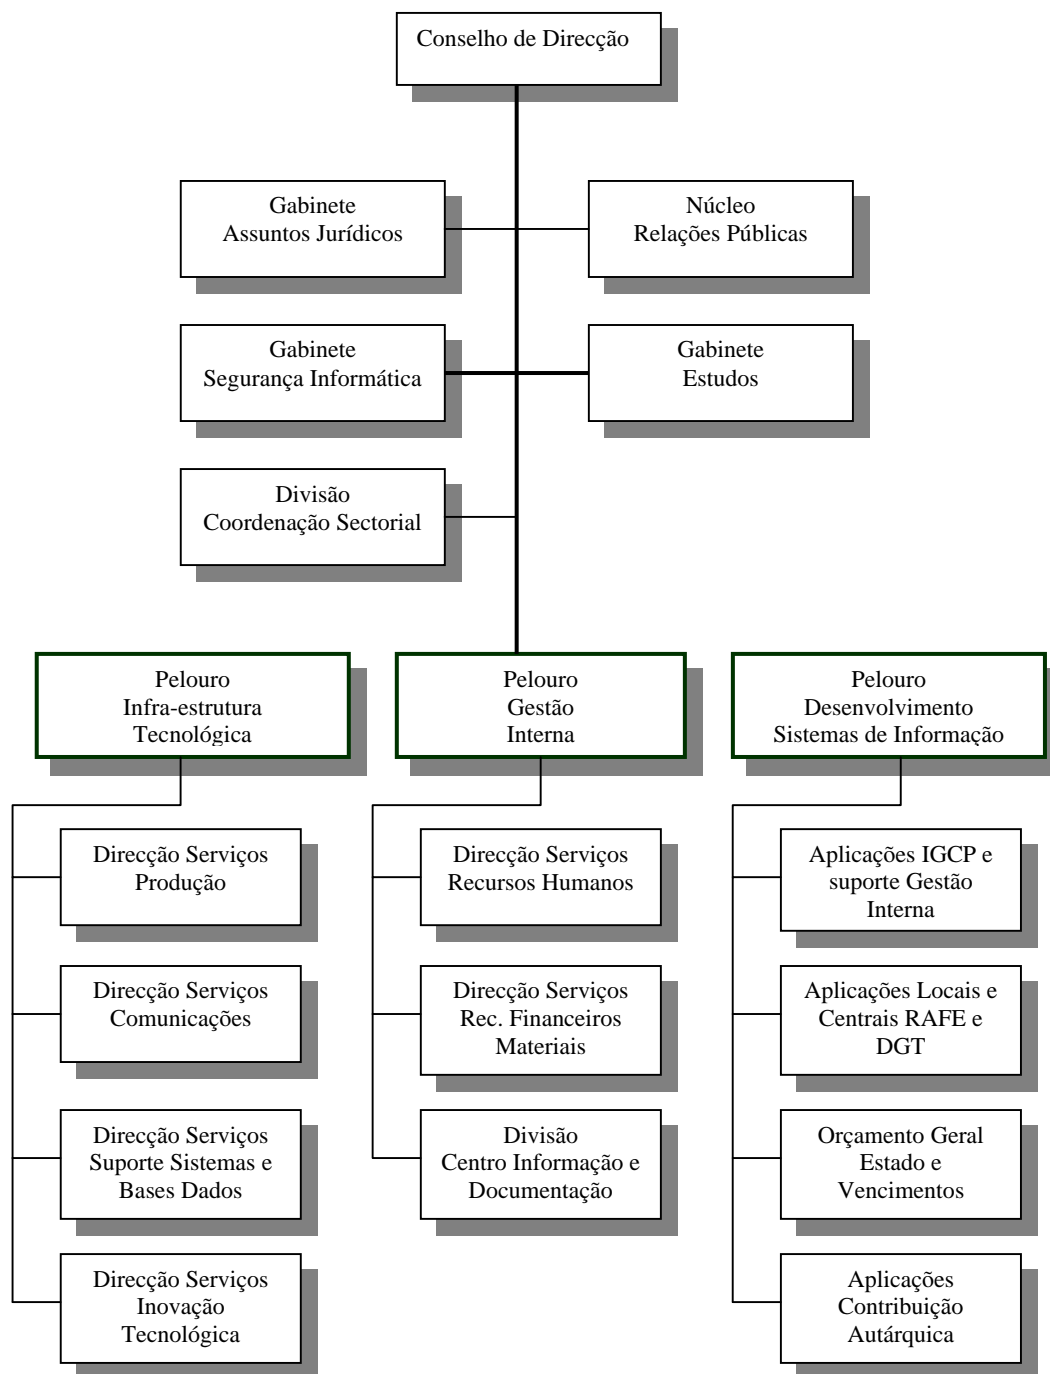 Conselho de Direcção
Gabinete
Assuntos Jurídicos
Núcleo
Relações Públicas
Gabinete
Segurança Informática
Gabinete
Estudos
Divisão
Coordenação Sectorial
Pelouro
Infra-estrutura
Tecnológica
Pelouro
Gestão
Interna
Pelouro
Desenvolvimento
Sistemas de Informação
Direcção Serviços
Produção
Direcção Serviços
Comunicações
Direcção Serviços
Suporte Sistemas e
Bases Dados
Direcção Serviços
Inovação
Tecnológica
Direcção Serviços
Recursos Humanos
Direcção Serviços
Rec. Financeiros
Materiais
Divisão
Centro Informação e
Documentação
Aplicações IGCP e
suporte Gestão
Interna
Aplicações Locais e
Centrais RAFE e
DGT
Orçamento Geral
Estado e
Vencimentos
Aplicações
Contribuição
Autárquica